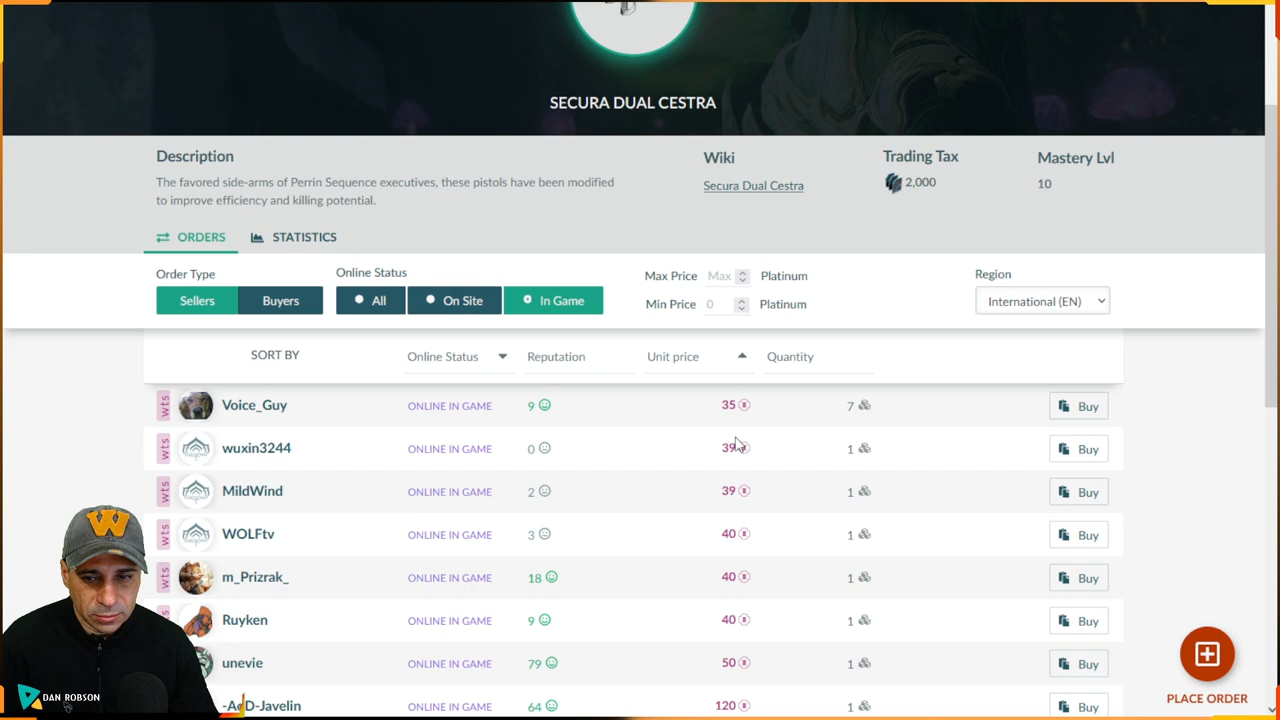 SECURA DUAL CESTRA
Description
The favored side-arms of Perrin Sequence executives, these pistols have been modified
to improve efficiency and killing potential.
Wiki
Secura Dual Cestra
Trading Tax
2,000
Mastery Lvl
10
ORDERS STATISTICS
Order Type
Sellers Buyers
Online Status
All On Site In Game
Max Price Max Platinum
Min Price 0 Platinum
Region
International (EN)
SORT BY Online Status Reputation Unit price Quantity
wts Voice_Guy ONLINE IN GAME 9 35 7 Buy
wts wuxin3244 ONLINE IN GAME 0 39 1 Buy
wts MildWind ONLINE IN GAME 2 39 1 Buy
wts WOLFtv ONLINE IN GAME 3 40 1 Buy
wts m_Prizrak_ ONLINE IN GAME 18 40 1 Buy
wts Ruyken ONLINE IN GAME 9 40 1 Buy
unevie ONLINE IN GAME 79 50 1 Buy
-AoD-Javelin ONLINE IN GAME 64 120 1 Buy
PLACE ORDER
W
DAN ROBSON